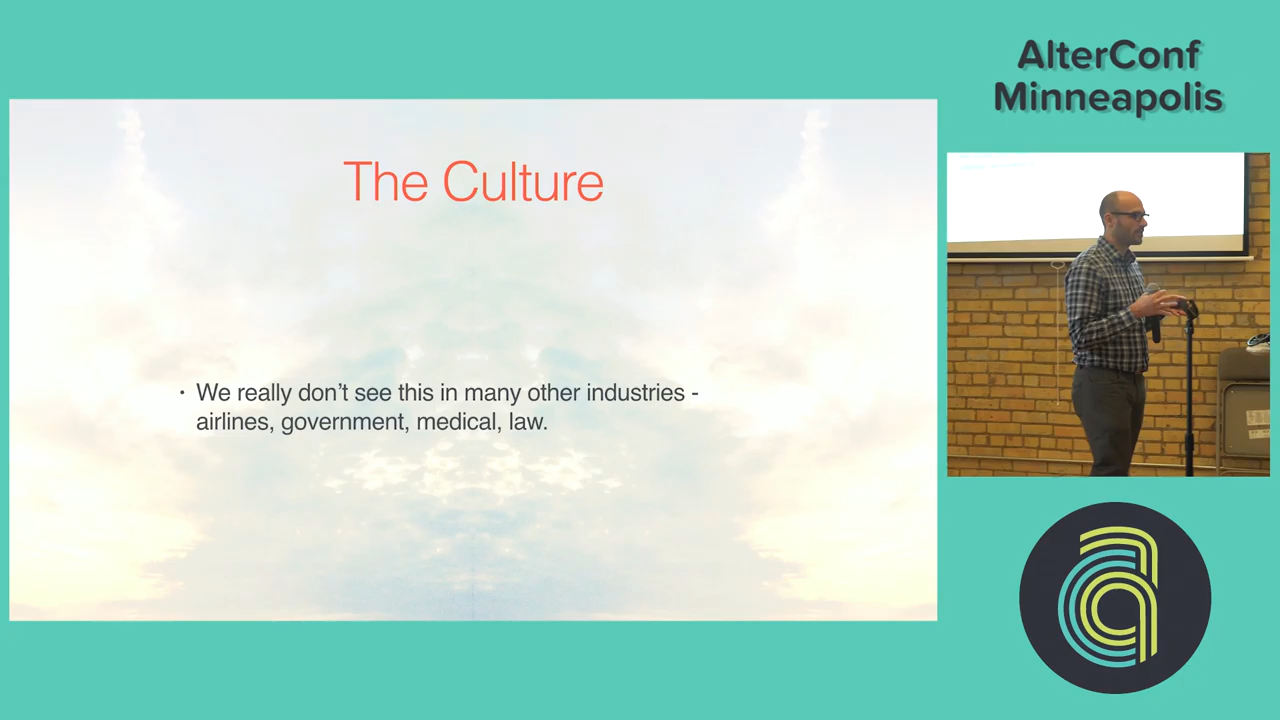 AlterConf
Minneapolis
The Culture
· We really don't see this in many other industries -
airlines, government, medical, law.